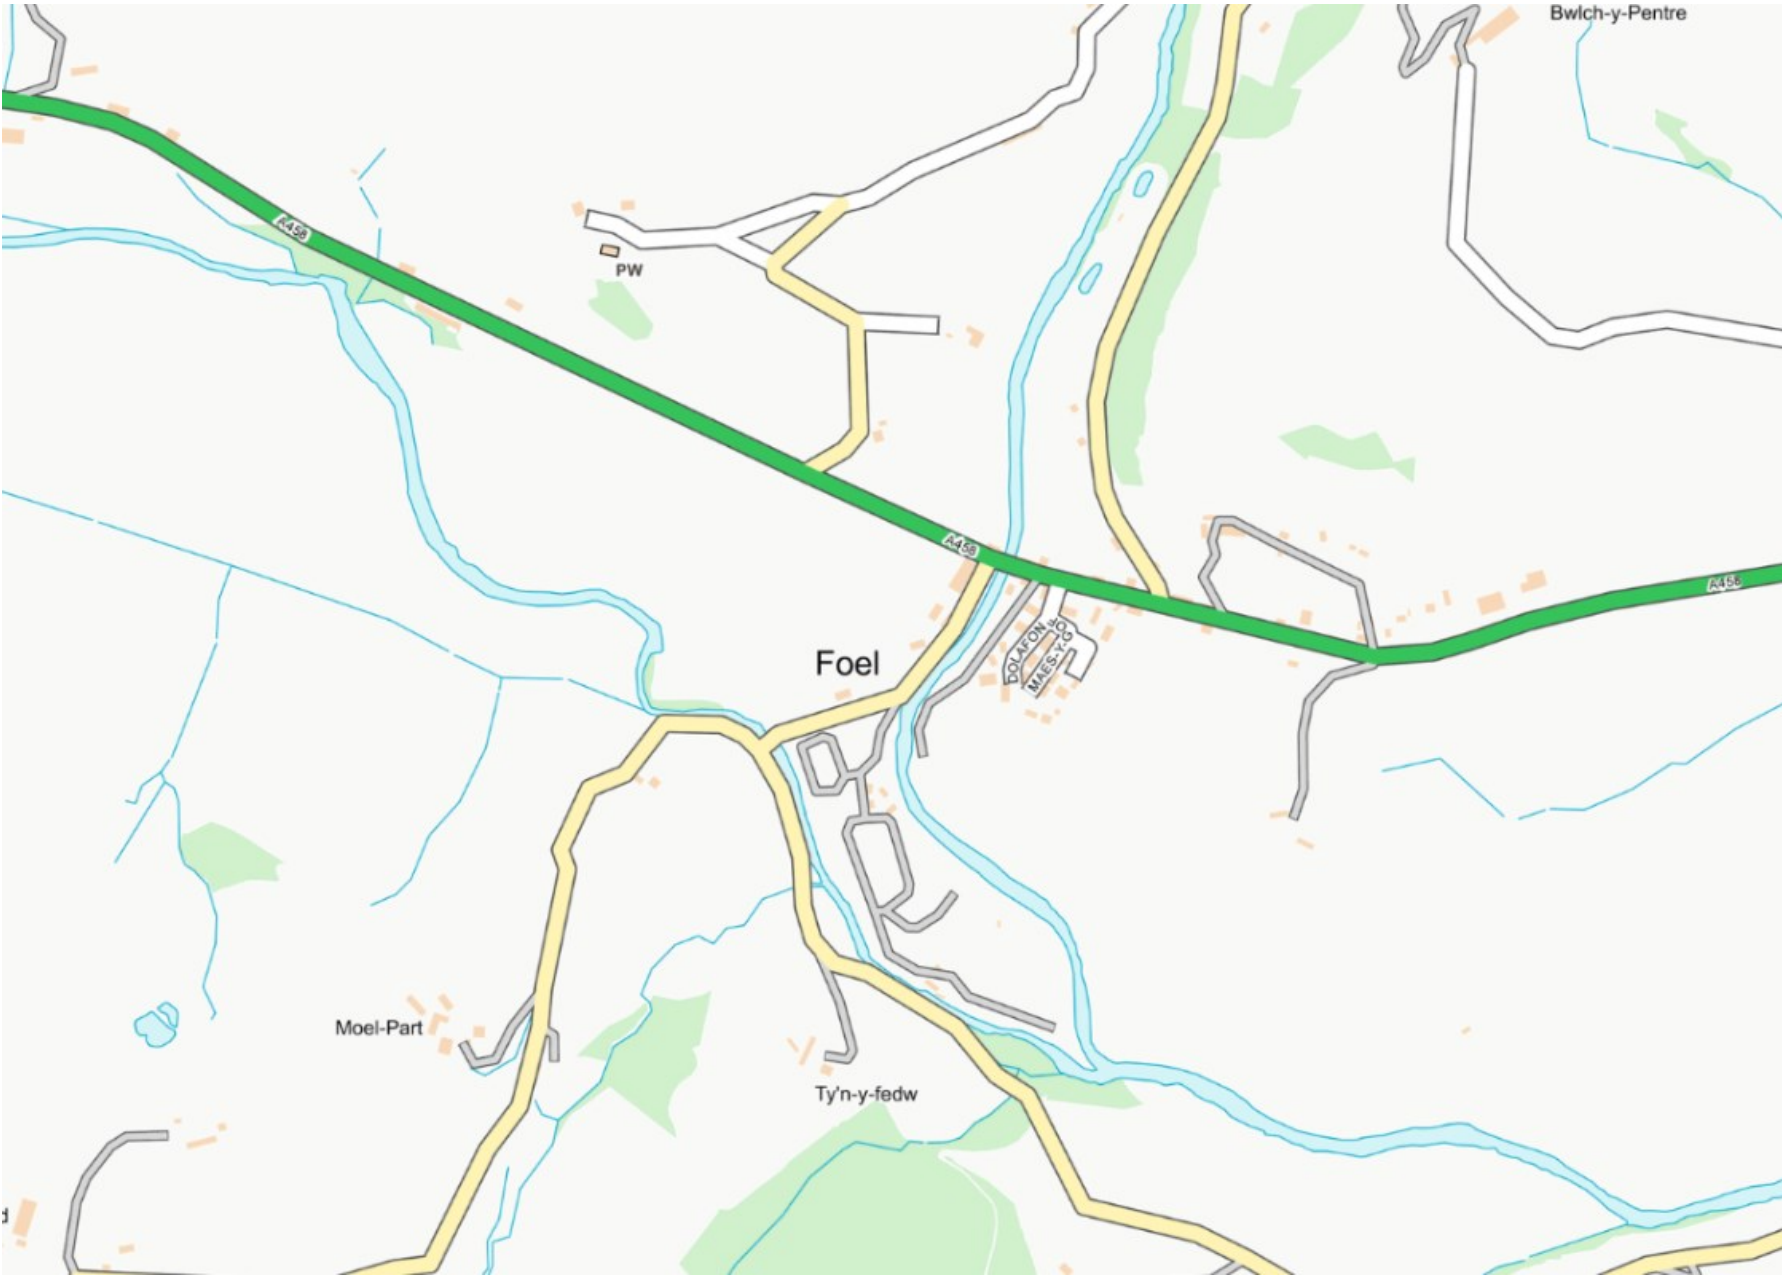 Bwlch-y-Pentre
A458
PW
A458
A458
DOLAFON
MAES-Y-G
Foel
Moel-Part
Ty'n-y-fedw
d